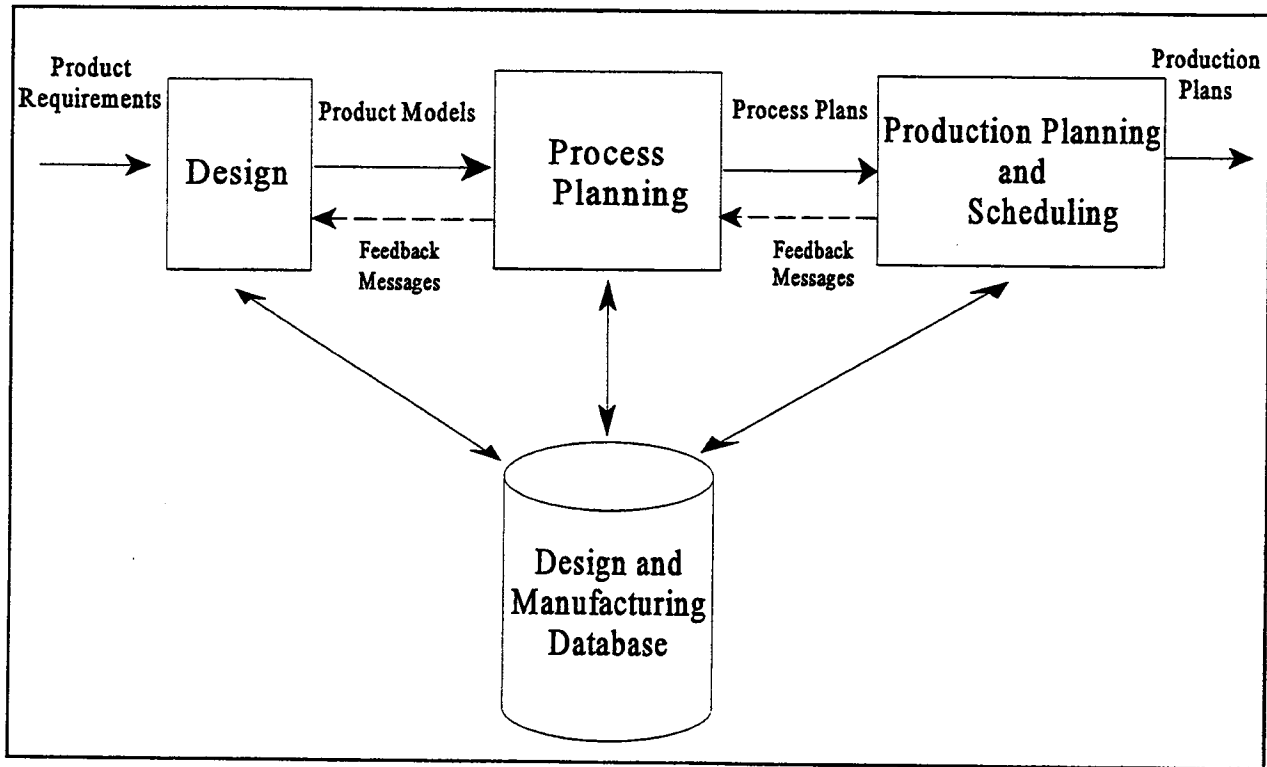 Product
Requirements
Design
Product Models
Feedback
Messages
Process
Planning
Process Plans
Feedback
Messages
Production Planning
and
Scheduling
Production
Plans
Design and
Manufacturing
Database